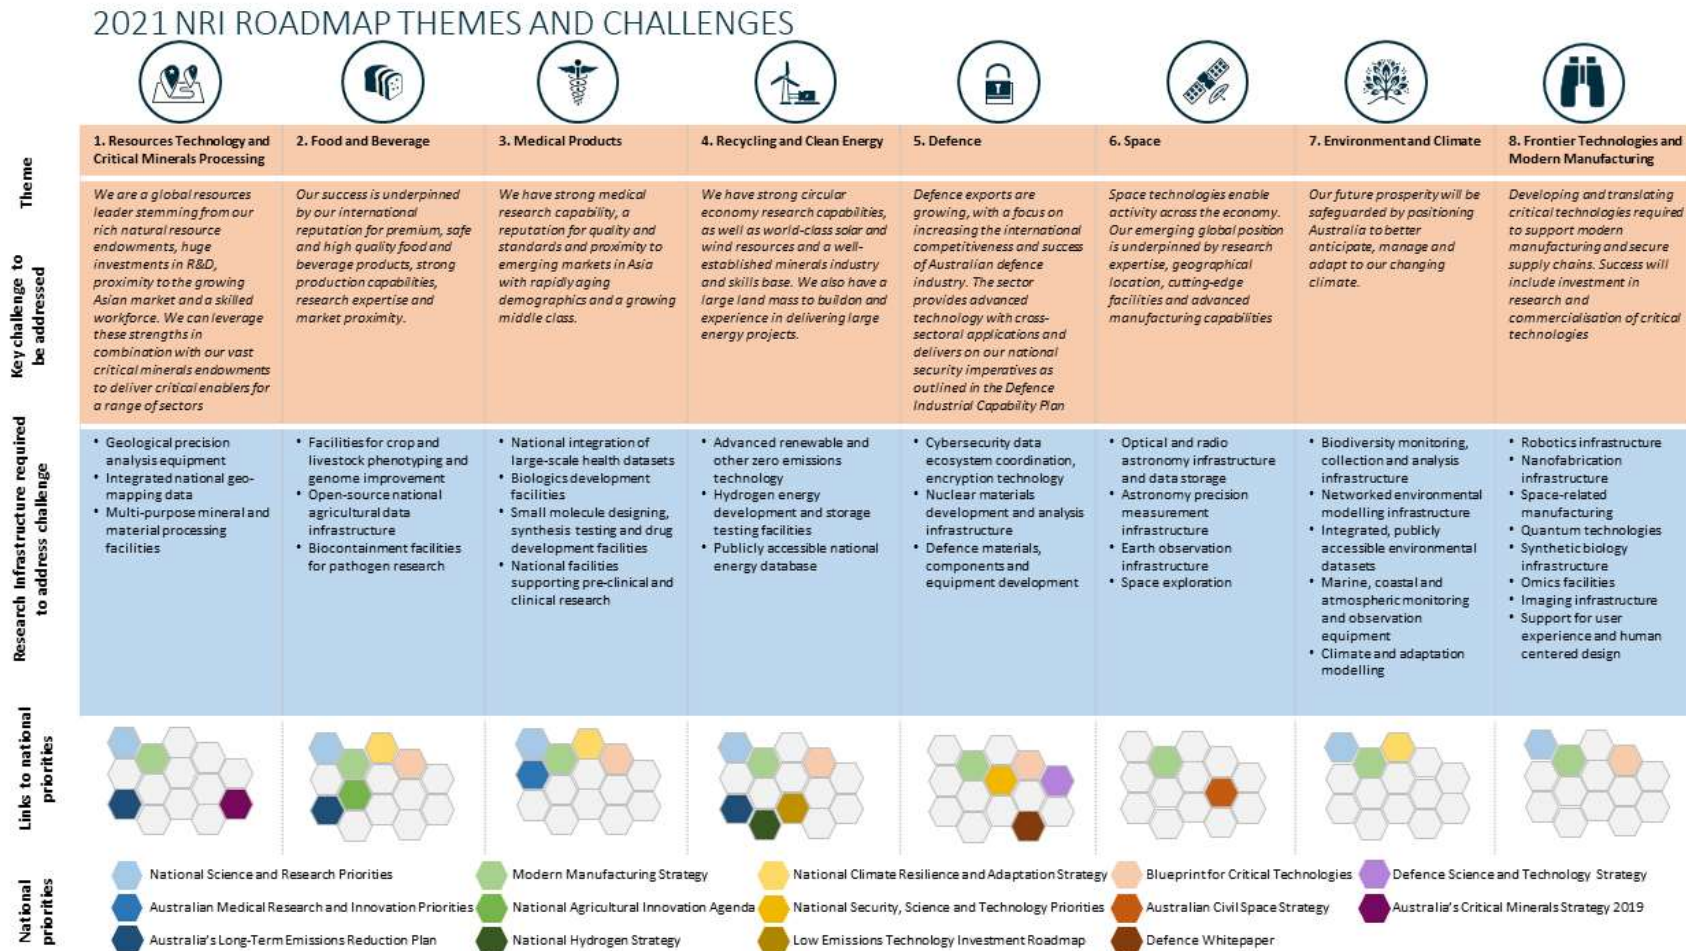 2021 NRI ROADMAP THEMES AND CHALLENGES
Theme
1. Resources Technology and
Critical Minerals Processing
2. Food and Beverage
3. Medical Products
4. Recycling and Clean Energy
5. Defence
6. Space
7. Environment and Climate
8. Frontier Technologies and
Modern Manufacturing
Key challenge to
be addressed
We are a global resources
leader stemming from our
rich natural resource
endowments, huge
investments in R&D,
proximity to the growing
Asian market and a skilled
workforce. We can leverage
these strengths in
combination with our vast
critical minerals endowments
to deliver critical enablers for
a range of sectors
Our success is underpinned
by our international
reputation for premium, safe
and high quality food and
beverage products, strong
production capabilities,
research expertise and
market proximity.
We have strong medical
research capability, a
reputation for quality and
standards and proximity to
emerging markets in Asia
with rapidly aging
demographics and a growing
middle class.
We have strong circular
economy research capabilities,
as well as world-class solar and
wind resources and a well-
established minerals industry
and skills base. We also have a
large land mass to build on and
experience in delivering large
energy projects.
Defence exports are
growing, with a focus on
increasing the international
competitiveness and success
of Australian defence
industry. The sector
provides advanced
technology with cross-
sectoral applications and
delivers on our national
security imperatives as
outlined in the Defence
Industrial Capability Plan
Space technologies enable
activity across the economy.
Our emerging global position
is underpinned by research
expertise, geographical
location, cutting-edge
facilities and advanced
manufacturing capabilities
Our future prosperity will be
safeguarded by positioning
Australia to better
anticipate, manage and
adapt to our changing
climate.
Developing and translating
critical technologies required
to support modern
manufacturing and secure
supply chains. Success will
include investment in
research and
commercialisation of critical
technologies
Research Infrastructure required
to address challenge
• Geological precision
analysis equipment
• Integrated national geo-
mapping data
• Multi-purpose mineral and
material processing
facilities
• Facilities for crop and
livestock phenotyping and
genome improvement
• Open-source national
agricultural data
infrastructure
• Biocontainment facilities
for pathogen research
• National integration of
large-scale health datasets
• Biologics development
facilities
• Small molecule designing,
synthesis testing and drug
development facilities
• National facilities
supporting pre-clinical and
clinical research
• Advanced renewable and
other zero emissions
technology
• Hydrogen energy
development and storage
testing facilities
• Publicly accessible national
energy database
• Cybersecurity data
ecosystem coordination,
encryption technology
• Nuclear materials
development and analysis
infrastructure
• Defence materials,
components and
equipment development
• Optical and radio
astronomy infrastructure
and data storage
• Astronomy precision
measurement
infrastructure
• Earth observation
infrastructure
• Space exploration
• Biodiversity monitoring,
collection and analysis
infrastructure
• Networked environmental
modelling infrastructure
• Integrated, publicly
accessible environmental
datasets
• Marine, coastal and
atmospheric monitoring
and observation
equipment
• Climate and adaptation
modelling
• Robotics infrastructure
• Nanofabrication
infrastructure
• Space-related
manufacturing
• Quantum technologies
• Synthetic biology
infrastructure
• Omics facilities
• Imaging infrastructure
• Support for user
experience and human
centered design
Links to national
priorities
National
priorities
National Science and Research Priorities
Modern Manufacturing Strategy
National Climate Resilience and Adaptation Strategy
Blueprint for Critical Technologies
Defence Science and Technology Strategy
Australian Medical Research and Innovation Priorities
National Agricultural Innovation Agenda
National Security, Science and Technology Priorities
Australian Civil Space Strategy
Australia's Critical Minerals Strategy 2019
Australia's Long-Term Emissions Reduction Plan
National Hydrogen Strategy
Low Emissions Technology Investment Roadmap
Defence Whitepaper